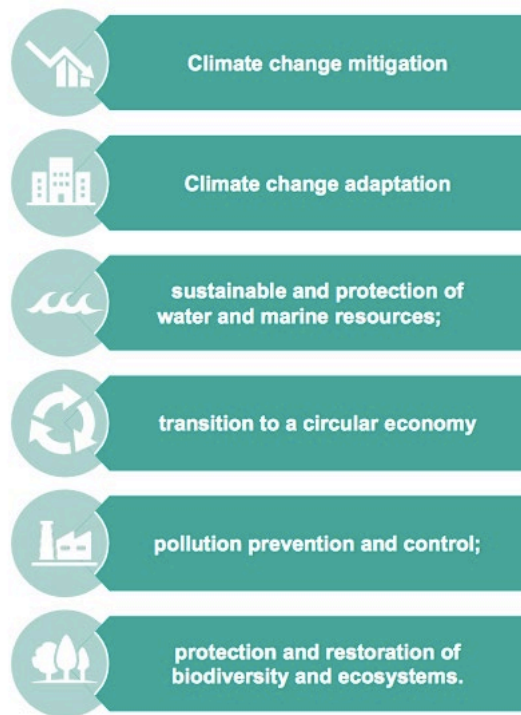 Climate change mitigation
Climate change adaptation
sustainable and protection of
water and marine resources;
transition to a circular economy
pollution prevention and control;
protection and restoration of
biodiversity and ecosystems.